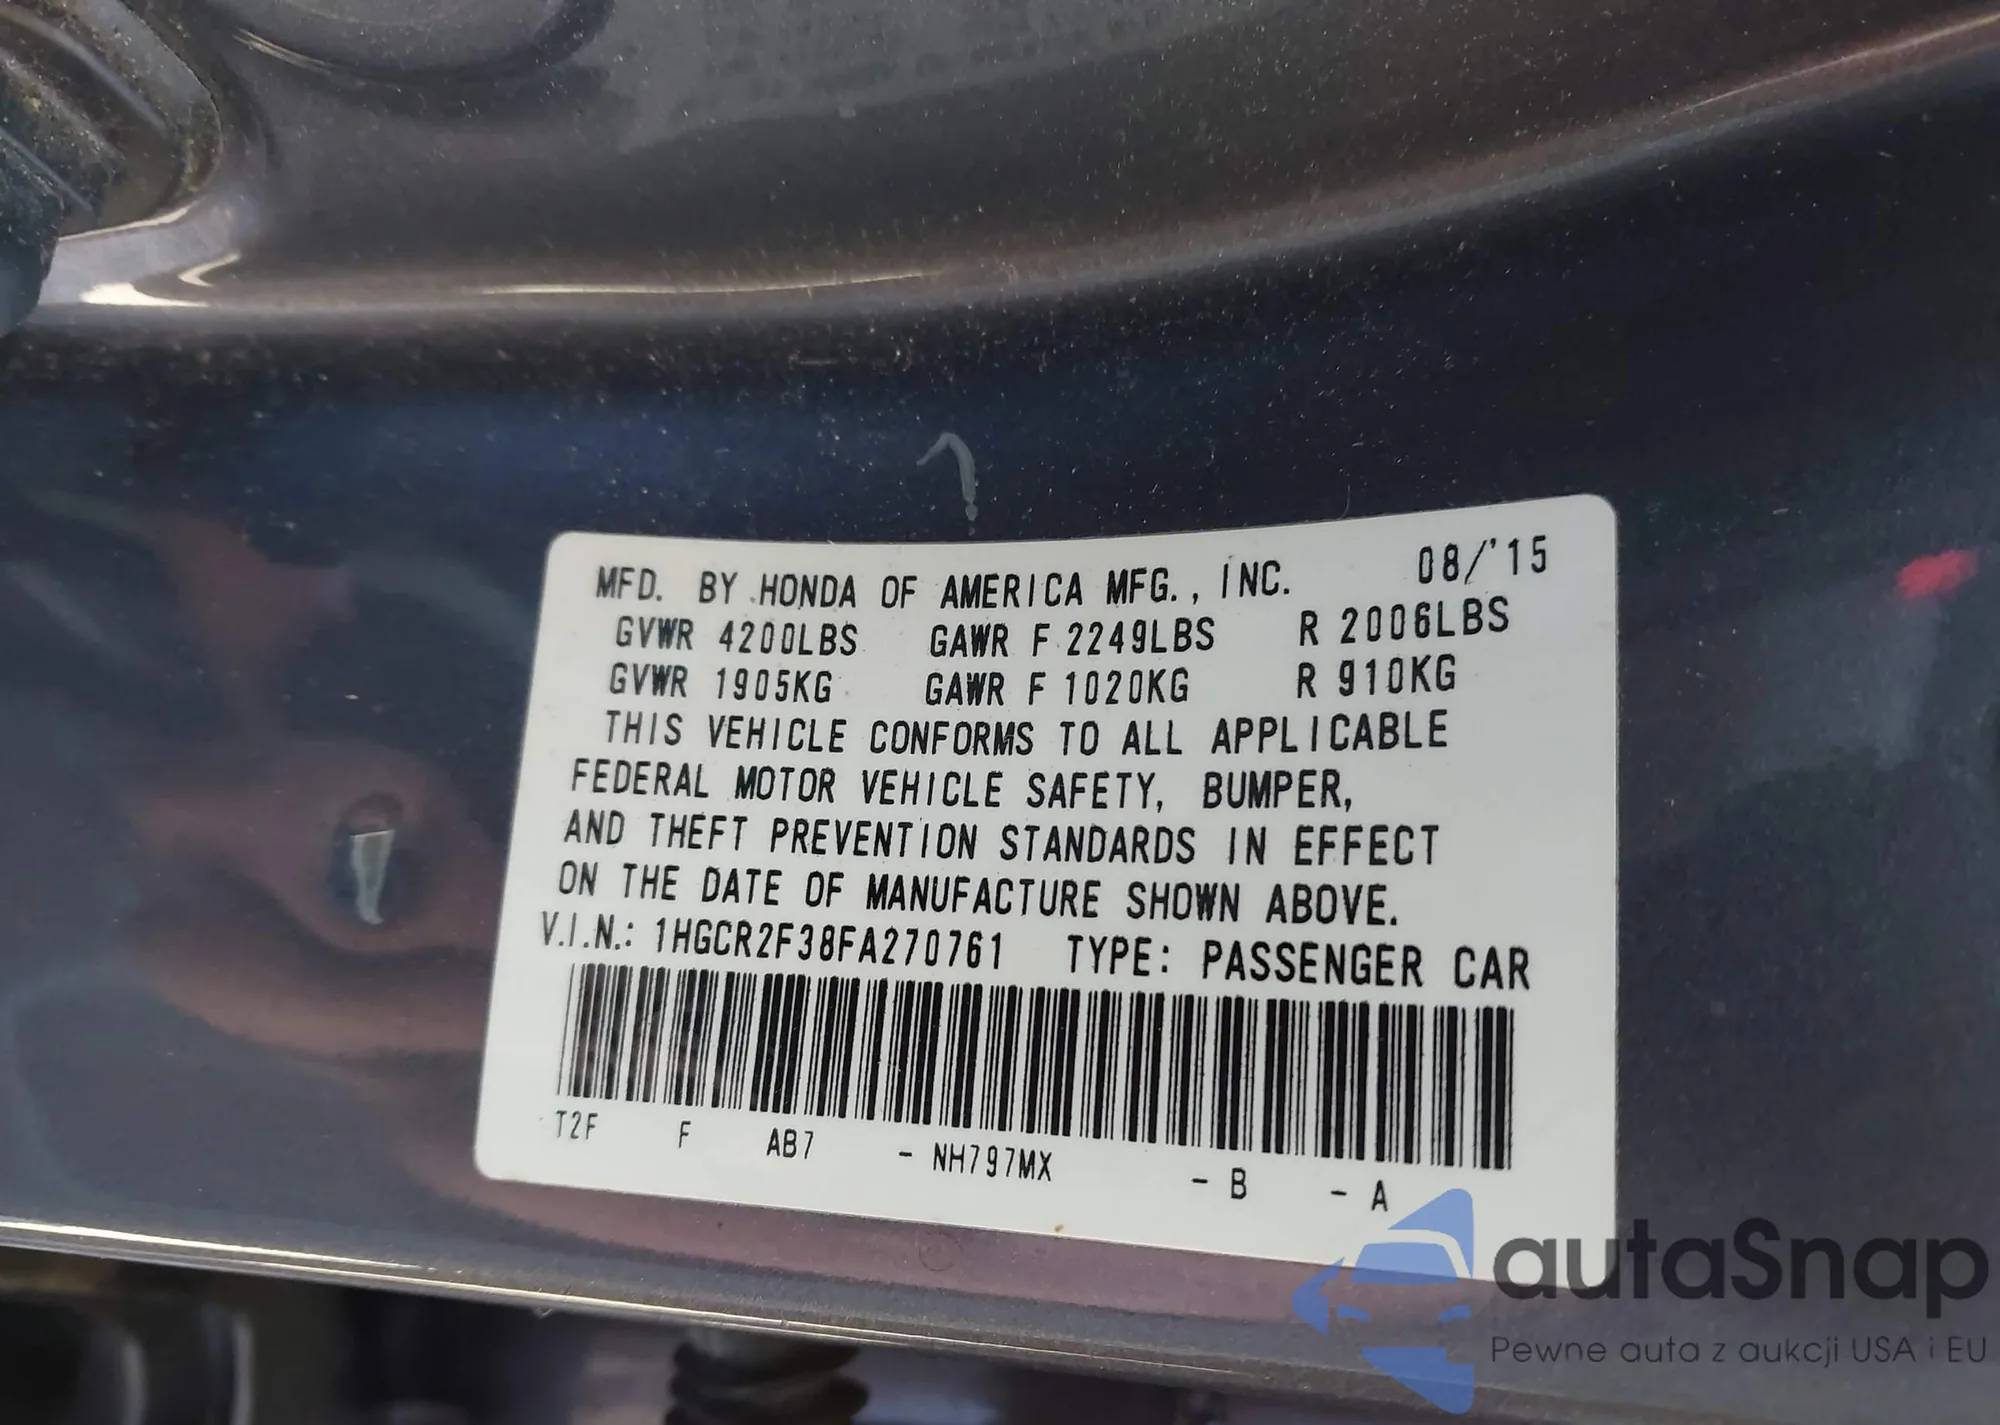 MFD. BY HONDA OF AMERICA MFG., INC. 08/'15
GVWR 4200LBS GAWR F 2249LBS R 2006LBS
GVWR 1905KG GAWR F 1020KG R 910KG
THIS VEHICLE CONFORMS TO ALL APPLICABLE
FEDERAL MOTOR VEHICLE SAFETY, BUMPER,
AND THEFT PREVENTION STANDARDS IN EFFECT
ON THE DATE OF MANUFACTURE SHOWN ABOVE.
V.I.N.: 1HGCR2F38FA270761 TYPE: PASSENGER CAR
T2F F AB7 - NH797MX - B - A
autaSnap
Pewne auta z aukcji USA i EU